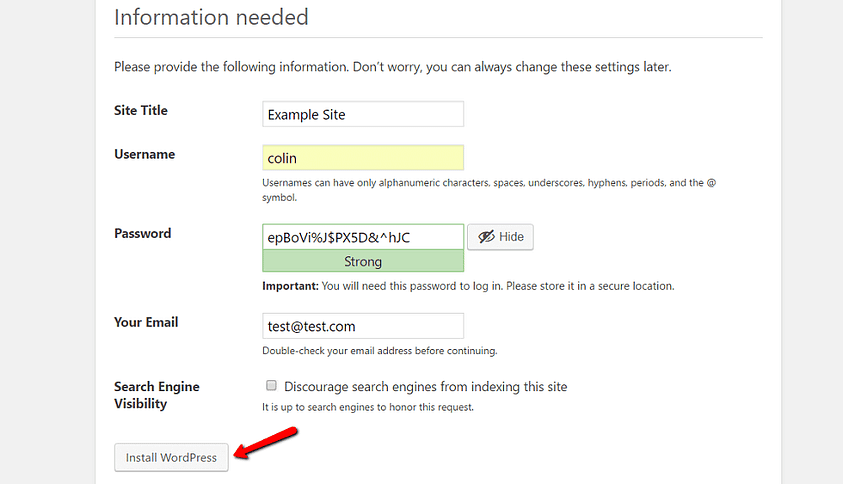 Information needed
Please provide the following information. Don’t worry, you can always change these settings later.
Site Title
Example Site
Username
colin
Usernames can have only alphanumeric characters, spaces, underscores, hyphens, periods, and the @
symbol.
Password
epBoVi%J$PX5D&^hJC
Hide
Strong
Important: You will need this password to log in. Please store it in a secure location.
Your Email
test@test.com
Double-check your email address before continuing.
Search Engine
Visibility
Discourage search engines from indexing this site
It is up to search engines to honor this request.
Install WordPress